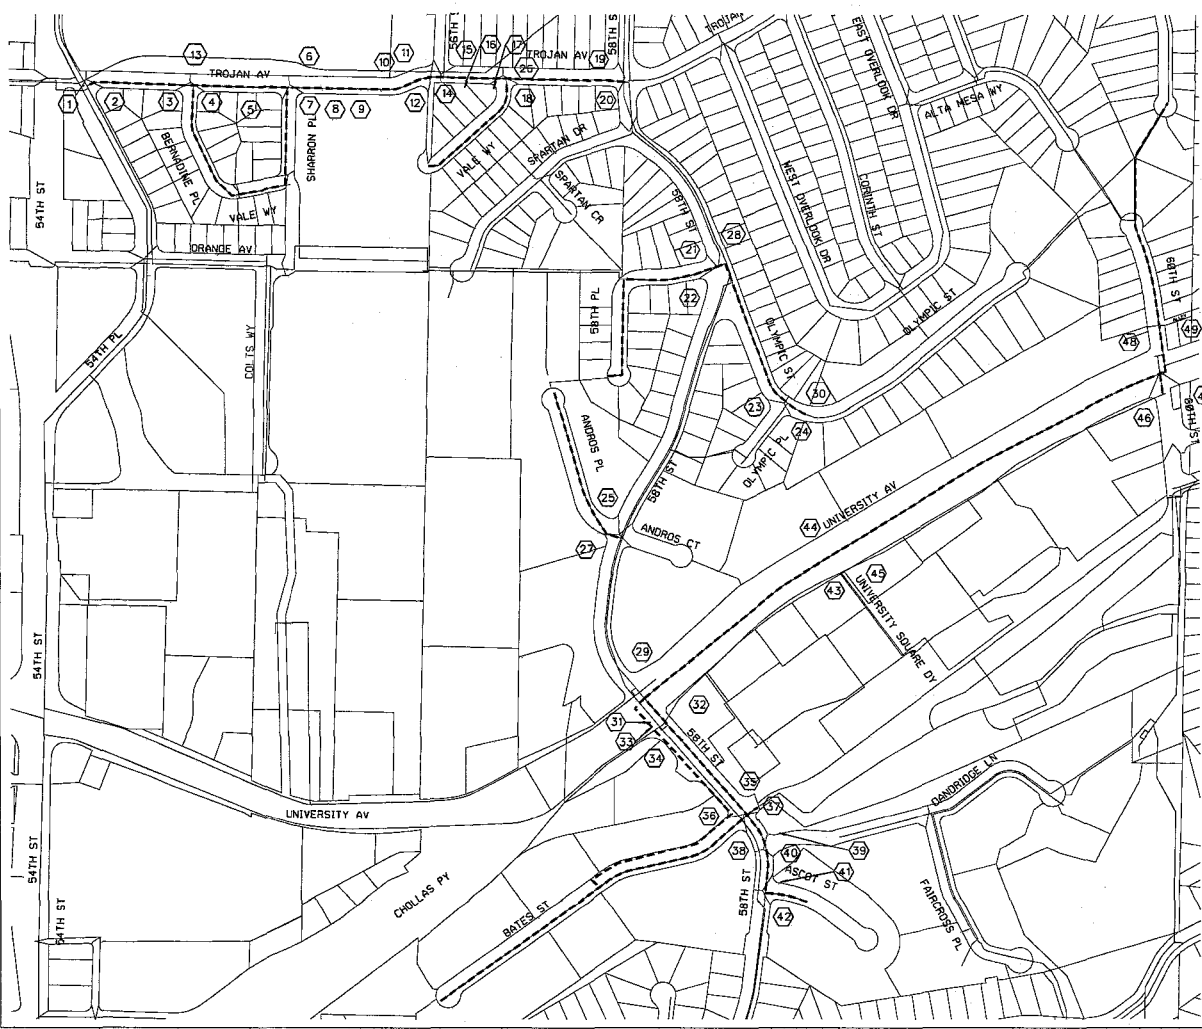 56TH S
58TH S
TROJAN
13
6
10
11
15
16
17
TROJAN AV
19
26
TROJAN AV
EAST OVERLOOK DR
ALTA MESA WY
1
2
3
4
5
7
8
9
12
14
18
20
54TH ST
BERNADINE PL
SHARRON PL
VALE WY
SPARTAN DR
SPARTAN CR
VALE WY
ORANGE AV
58TH ST
28
21
22
WEST OVERLOOK DR
CORINTH ST
OLYMPIC ST
60TH ST
48
49
54TH PL
COLTS WY
58TH PL
OLYMPIC ST
30
23
24
46
ANDROS PL
OLYMPIC PL
58TH ST
25
27
ANDROS CT
44
UNIVERSITY AV
43
45
UNIVERSITY SQUARE DY
54TH ST
29
32
31
33
34
58TH ST
35
DANDRIDGE LN
UNIVERSITY AV
36
37
38
39
40
41
ASCOT ST
54TH ST
54TH ST
CHOLLAS PY
BATES ST
58TH ST
42
FAIRCROSS PL